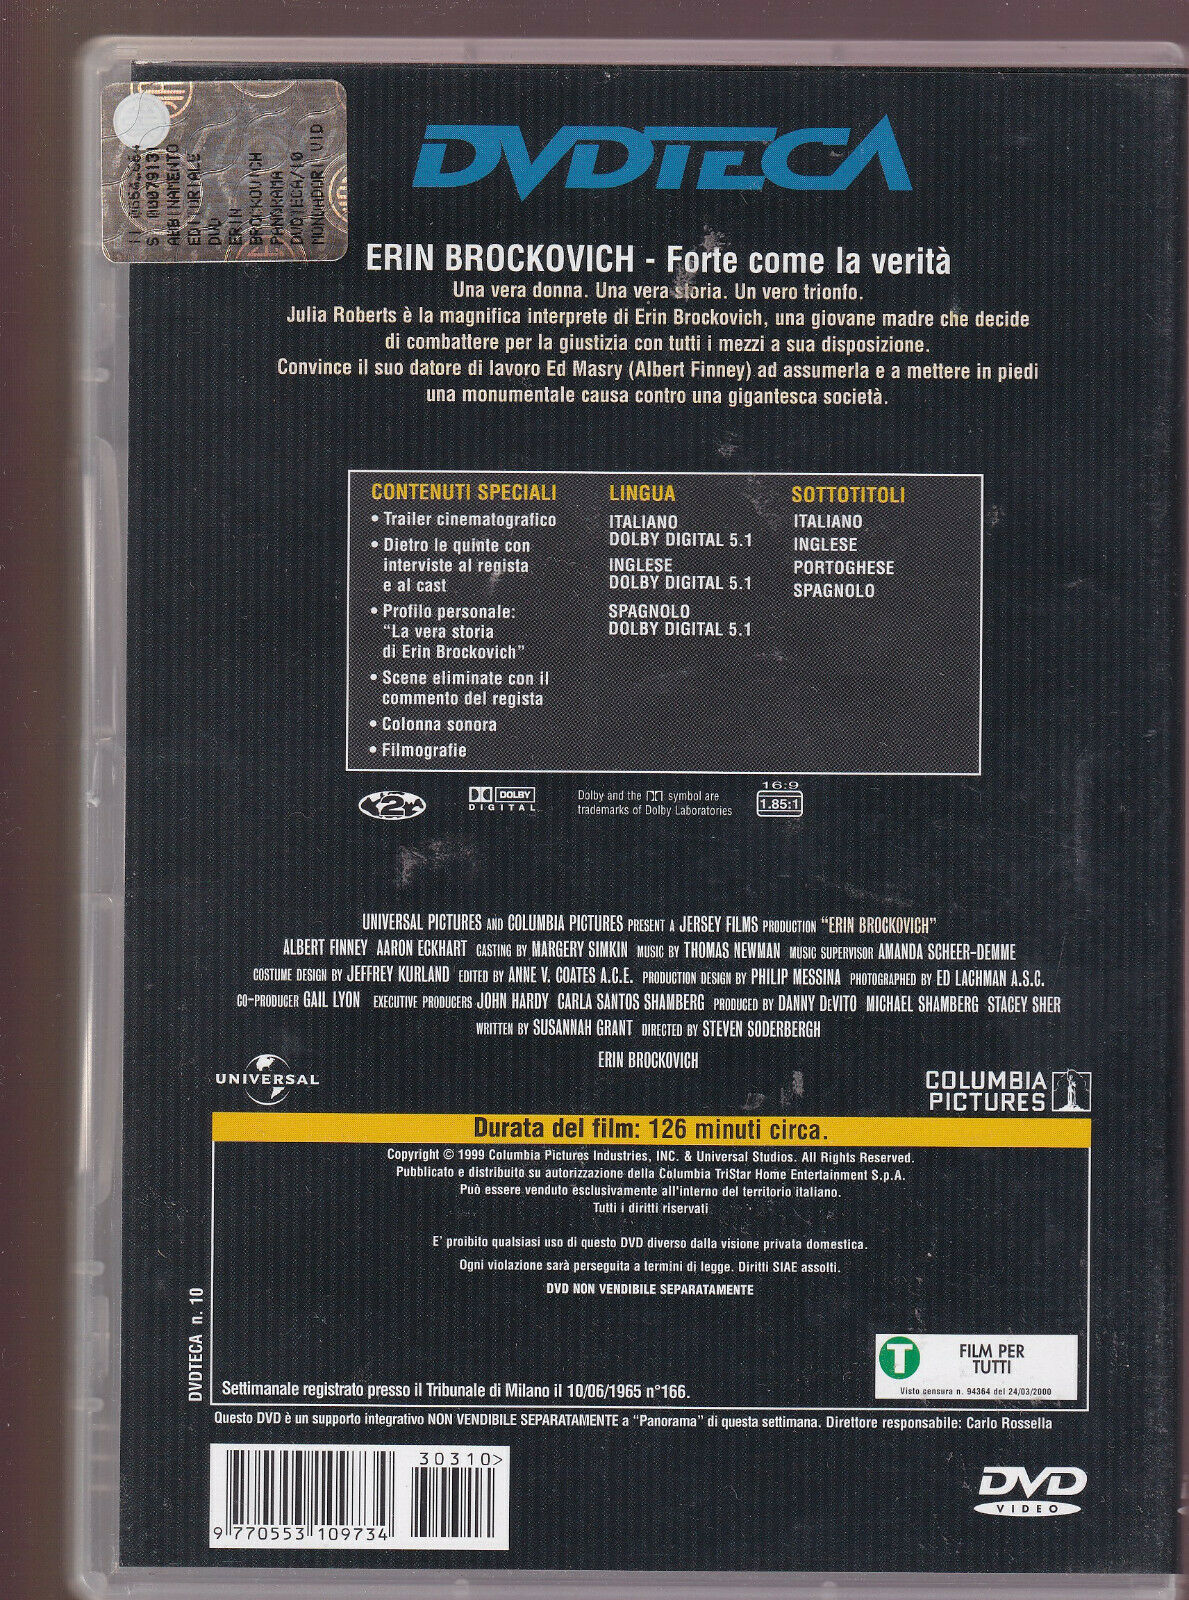 DVDTECA
S 0007913
ABBINAMENTO
EDITORIALE
DVD
ERIN
BROCKOVICH
PANORAMA
DVDTECA/10
ERIN BROCKOVICH - Forte come la verità
Una vera donna. Una vera storia. Un vero trionfo.
Julia Roberts è la magnifica interprete di Erin Brockovich, una giovane madre che decide
di combattere per la giustizia con tutti i mezzi a sua disposizione.
Convince il suo datore di lavoro Ed Masry (Albert Finney) ad assumerla e a mettere in piedi
una monumentale causa contro una gigantesca società.
CONTENUTI SPECIALI
• Trailer cinematografico
• Dietro le quinte con
interviste al regista
e al cast
• Profilo personale:
“La vera storia
di Erin Brockovich”
• Scene eliminate con il
commento del regista
• Colonna sonora
• Filmografie
LINGUA
ITALIANO
DOLBY DIGITAL 5.1
INGLESE
DOLBY DIGITAL 5.1
SPAGNOLO
DOLBY DIGITAL 5.1
SOTTOTITOLI
ITALIANO
INGLESE
PORTOGHESE
SPAGNOLO
2
DOLBY
DIGITAL
Dolby and the symbol are
trademarks of Dolby Laboratories
16:9
1.85:1
UNIVERSAL PICTURES AND COLUMBIA PICTURES PRESENT A JERSEY FILMS PRODUCTION “ERIN BROCKOVICH”
ALBERT FINNEY AARON ECKHART CASTING BY MARGERY SIMKIN MUSIC BY THOMAS NEWMAN MUSIC SUPERVISOR AMANDA SCHEER-DEMME
COSTUME DESIGN BY JEFFREY KURLAND EDITED BY ANNE V. COATES A.C.E. PRODUCTION DESIGN BY PHILIP MESSINA PHOTOGRAPHED BY ED LACHMAN A.S.C.
CO-PRODUCER GAIL LYON EXECUTIVE PRODUCERS JOHN HARDY CARLA SANTOS SHAMBERG PRODUCED BY DANNY DeVITO MICHAEL SHAMBERG STACEY SHER
WRITTEN BY SUSANNAH GRANT DIRECTED BY STEVEN SODERBERGH
ERIN BROCKOVICH
UNIVERSAL
COLUMBIA
PICTURES
Durata del film: 126 minuti circa.
Copyright © 1999 Columbia Pictures Industries, INC. & Universal Studios. All Rights Reserved.
Pubblicato e distribuito su autorizzazione della Columbia TriStar Home Entertainment S.p.A.
Può essere venduto esclusivamente all'interno del territorio italiano.
Tutti i diritti riservati
E' proibito qualsiasi uso di questo DVD diverso dalla visione privata domestica.
Ogni violazione sarà perseguita a termini di legge. Diritti SIAE assolti.
DVD NON VENDIBILE SEPARATAMENTE
DVDTECA n. 10
T
FILM PER
TUTTI
Visto censura n. 94364 del 24/03/2000
Settimanale registrato presso il Tribunale di Milano il 10/06/1965 n°166.
Questo DVD è un supporto integrativo NON VENDIBILE SEPARATAMENTE a “Panorama” di questa settimana. Direttore responsabile: Carlo Rossella
30310>
9 770553 109734
DVD
VIDEO